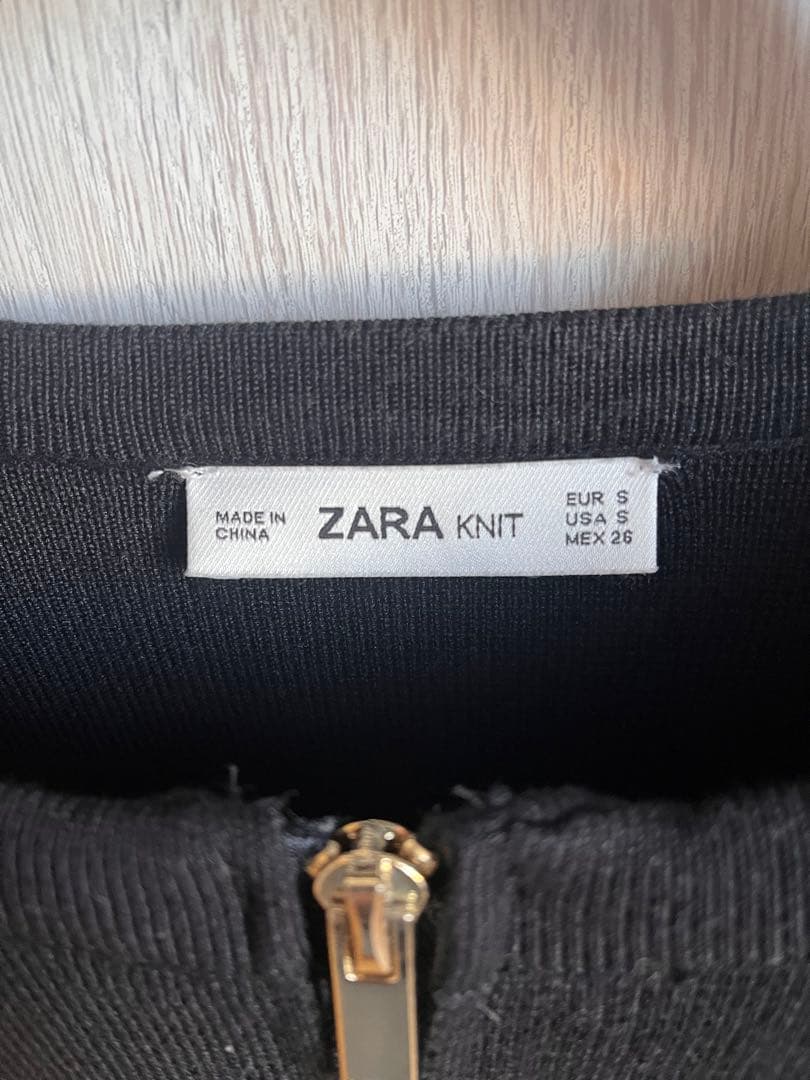 MADE IN
CHINA
ZARA KNIT
EUR S
USA S
MEX 26